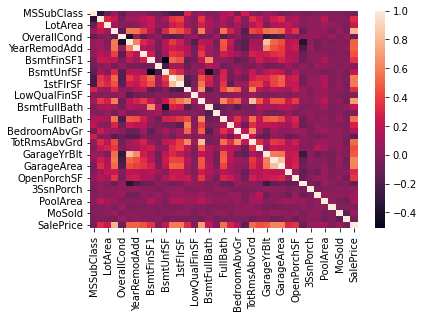 MSSubClass
LotArea
OverallCond
YearRemodAdd
BsmtFinSF1
BsmtUnfSF
1stFlrSF
LowQualFinSF
BsmtFullBath
FullBath
BedroomAbvGr
TotRmsAbvGrd
GarageYrBlt
GarageArea
OpenPorchSF
3SsnPorch
PoolArea
MoSold
SalePrice
MSSubClass
LotArea
OverallCond
YearRemodAdd
BsmtFinSF1
BsmtUnfSF
1stFlrSF
LowQualFinSF
BsmtFullBath
FullBath
BedroomAbvGr
TotRmsAbvGrd
GarageYrBlt
GarageArea
OpenPorchSF
3SsnPorch
PoolArea
MoSold
SalePrice
1.0
0.8
0.6
0.4
0.2
0.0
−0.2
−0.4